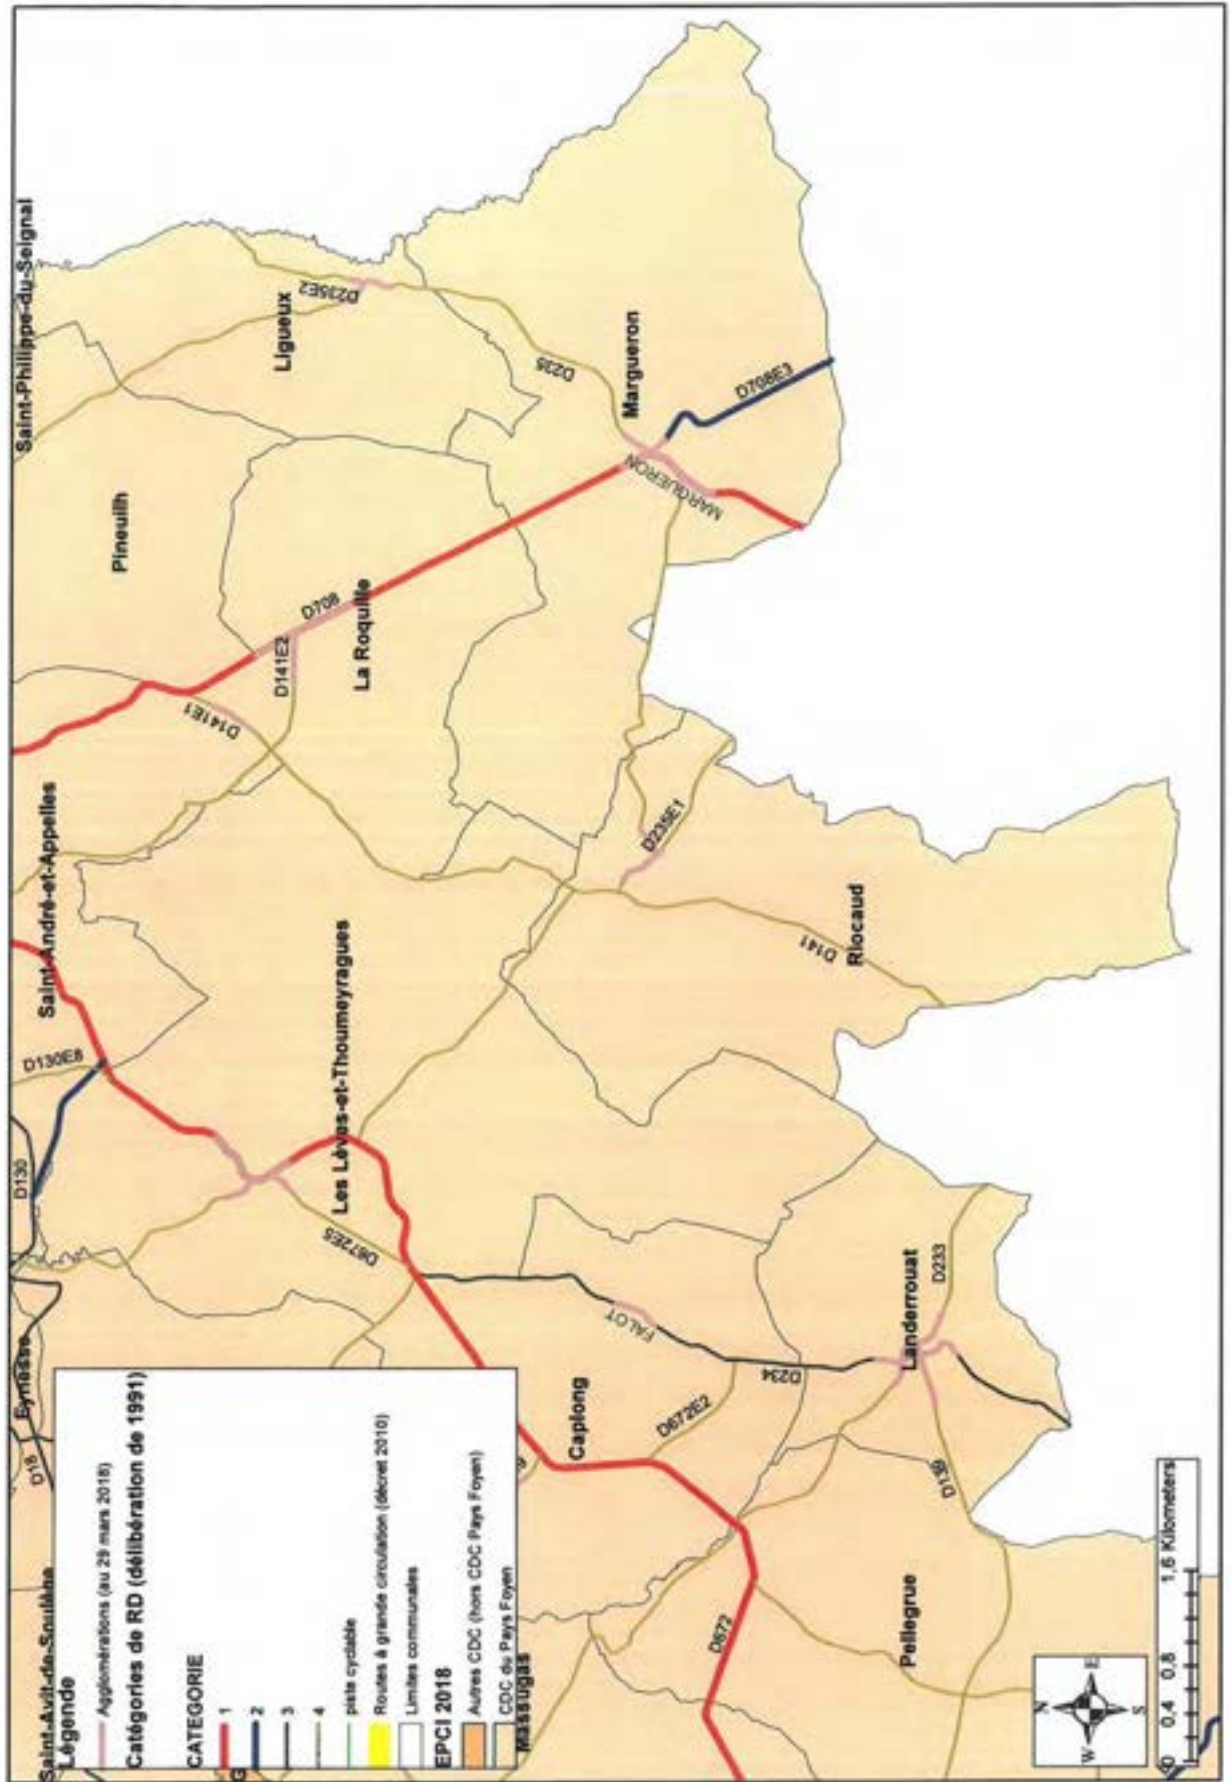 Saint-Philippe-du-Seignal
Ligueux
D235E2
Pineuilh
D235
Margueron
D708E3
MARGUERON
D708
La Roquille
D141E2
D141E1
Saint-André-et-Appelles
D235E1
Riocaud
D141
Les Lèves-et-Thoumeyragues
D130E8
D130
D672E5
Eynesse
D18
FALOT
Landerrouat
D233
D234
Caplong
D672E2
D139
D672
Pellegrue
Massugas
Saint-Avit-de-Soulège
Légende
Agglomérations (au 29 mars 2018)
Catégories de RD (délibération de 1991)
CATEGORIE
1
2
3
4
piste cyclable
Routes à grande circulation (décret 2010)
Limites communales
EPCI 2018
Autres CDC (hors CDC Pays Foyen)
CDC du Pays Foyen
G
9
N
E
S
W
0 0,4 0,8 1,6 Kilometers